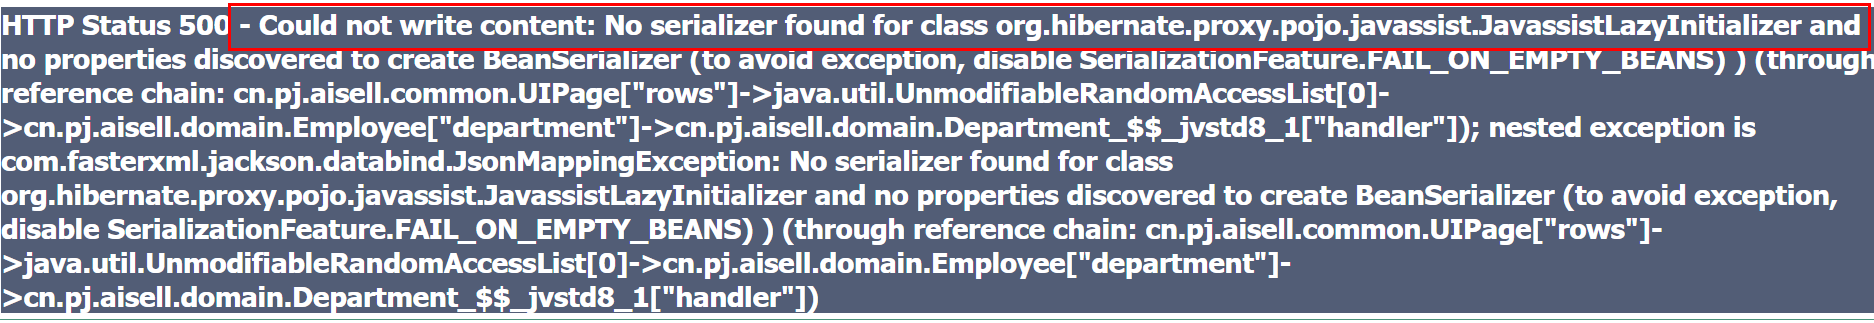 HTTP Status 500 - Could not write content: No serializer found for class org.hibernate.proxy.pojo.javassist.JavassistLazyInitializer and
no properties discovered to create BeanSerializer (to avoid exception, disable SerializationFeature.FAIL_ON_EMPTY_BEANS) ) (through
reference chain: cn.pj.aisell.common.UIPage["rows"]->java.util.UnmodifiableRandomAccessList[0]-
>cn.pj.aisell.domain.Employee["department"]->cn.pj.aisell.domain.Department_$$_jvstd8_1["handler"]); nested exception is
com.fasterxml.jackson.databind.JsonMappingException: No serializer found for class
org.hibernate.proxy.pojo.javassist.JavassistLazyInitializer and no properties discovered to create BeanSerializer (to avoid exception,
disable SerializationFeature.FAIL_ON_EMPTY_BEANS) ) (through reference chain: cn.pj.aisell.common.UIPage["rows"]-
>java.util.UnmodifiableRandomAccessList[0]->cn.pj.aisell.domain.Employee["department"]-
>cn.pj.aisell.domain.Department_$$_jvstd8_1["handler"])